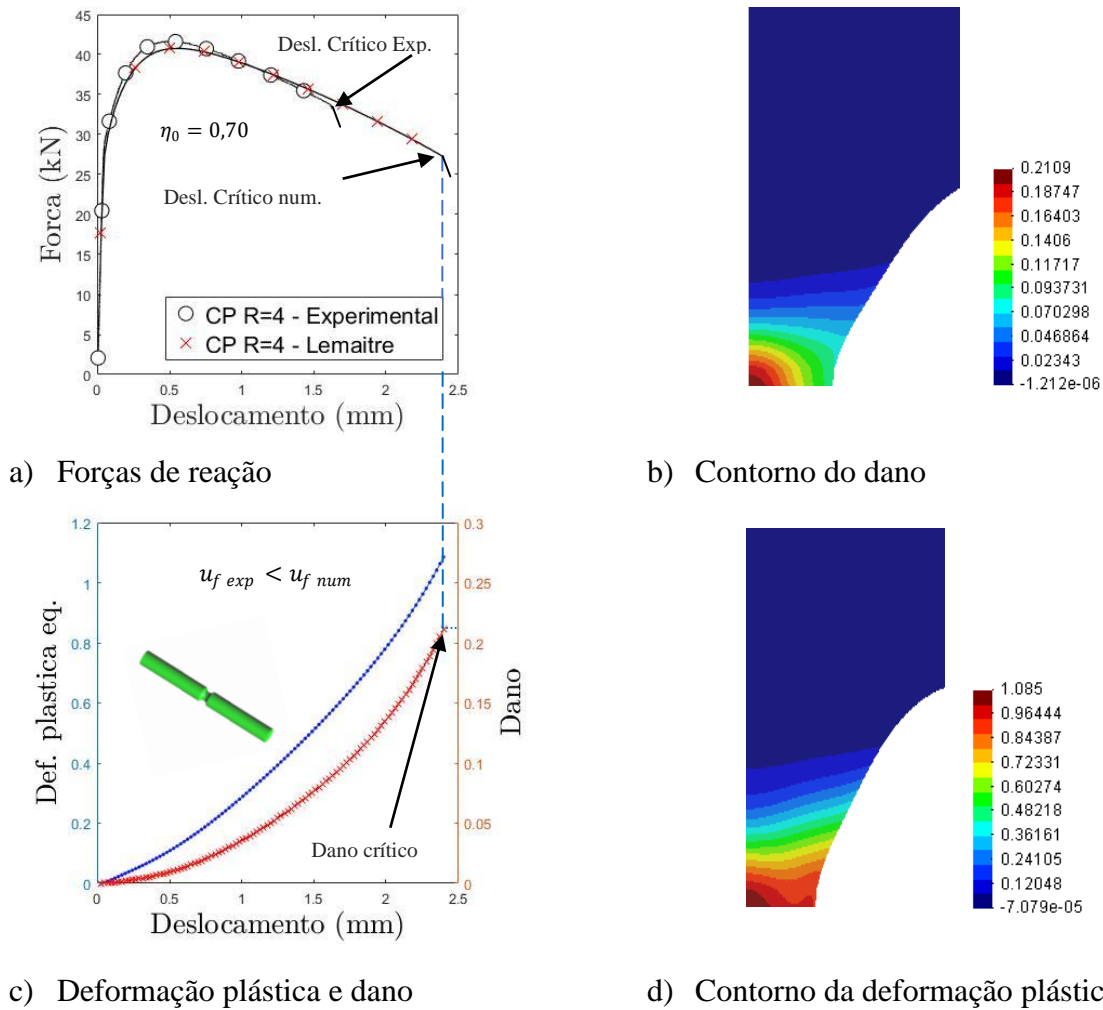 45
40
35
30
25
20
15
10
5
0
Forca (kN)
Desl. Crítico Exp.
η₀ = 0,70
Desl. Crítico num.
CP R=4 - Experimental
CP R=4 - Lemaitre
0 0.5 1 1.5 2 2.5
Deslocamento (mm)
a) Forças de reação
0.2109
0.18747
0.16403
0.1406
0.11717
0.093731
0.070298
0.046864
0.02343
-1.212e-06
b) Contorno do dano
1.2
1
0.8
0.6
0.4
0.2
0
Def. plastica eq.
u_f exp < u_f num
Dano crítico
0.3
0.25
0.2
0.15
0.1
0.05
0
Dano
0 0.5 1 1.5 2 2.5
Deslocamento (mm)
c) Deformação plástica e dano
1.085
0.96444
0.84387
0.72331
0.60274
0.48218
0.36161
0.24105
0.12048
-7.079e-05
d) Contorno da deformação plástic